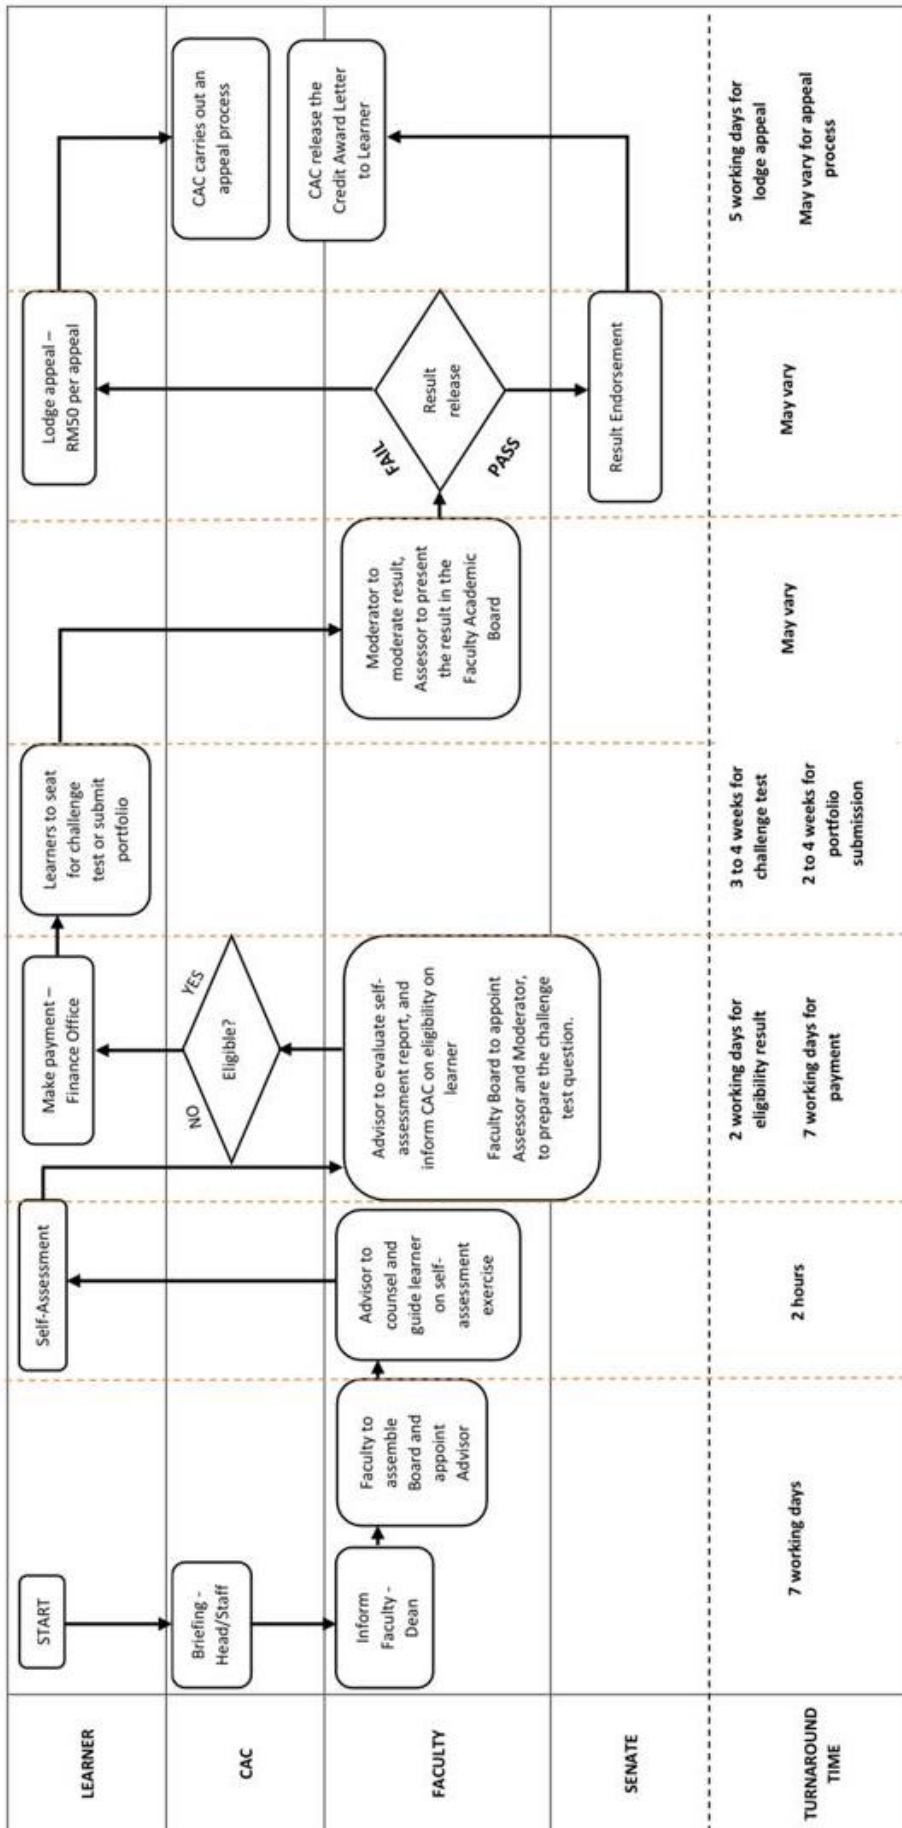 LEARNER
START
Self-Assessment
Make payment –
Finance Office
Learners to seat
for challenge
test or submit
portfolio
Lodge appeal –
RM50 per appeal
CAC
Briefing -
Head/Staff
NO
Eligible?
YES
CAC carries out an
appeal process
CAC release the
Credit Award Letter
to Learner
FACULTY
Inform
Faculty -
Dean
Faculty to
assemble
Board and
appoint
Advisor
Advisor to
counsel and
guide learner
on self-
assessment
exercise
Advisor to evaluate self-
assessment report, and
inform CAC on eligibility on
learner
Faculty Board to appoint
Assessor and Moderator,
to prepare the challenge
test question.
Moderator to
moderate result,
Assessor to present
the result in the
Faculty Academic
Board
FAIL
Result
release
PASS
SENATE
Result Endorsement
TURNAROUND
TIME
7 working days
2 hours
2 working days for
eligibility result
7 working days for
payment
3 to 4 weeks for
challenge test
2 to 4 weeks for
portfolio
submission
May vary
May vary
5 working days for
lodge appeal
May vary for appeal
process